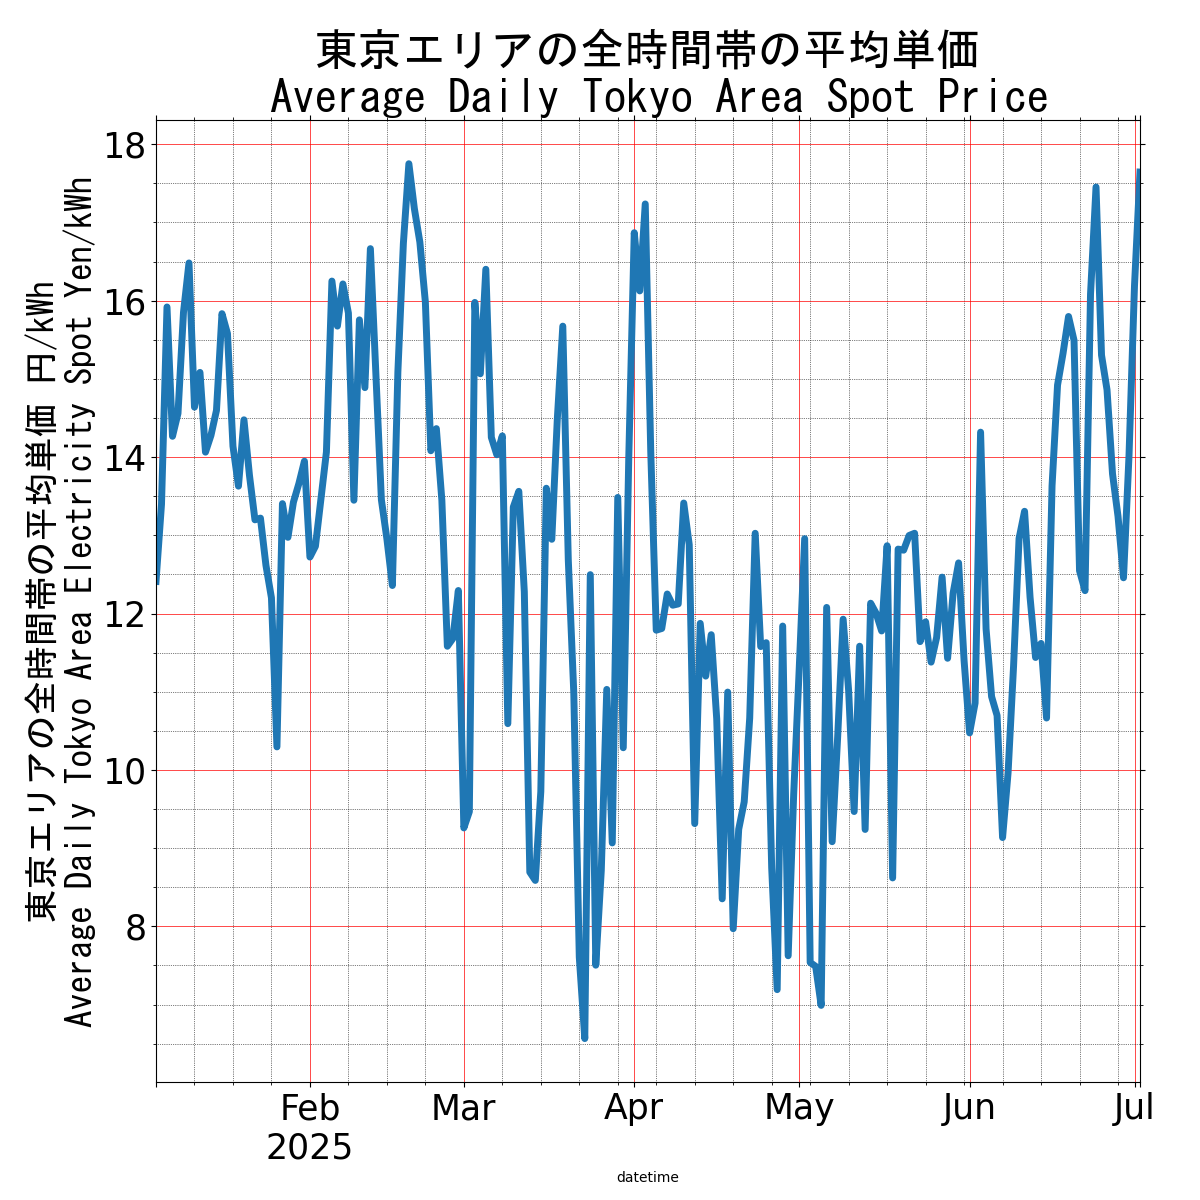 東京エリアの全時間帯の平均単価
Average Daily Tokyo Area Spot Price
東京エリアの全時間帯の平均単価 円/kWh
Average Daily Tokyo Area Electricity Spot Yen/kWh
18
16
14
12
10
8
Feb
2025
Mar
Apr
May
Jun
Jul
datetime